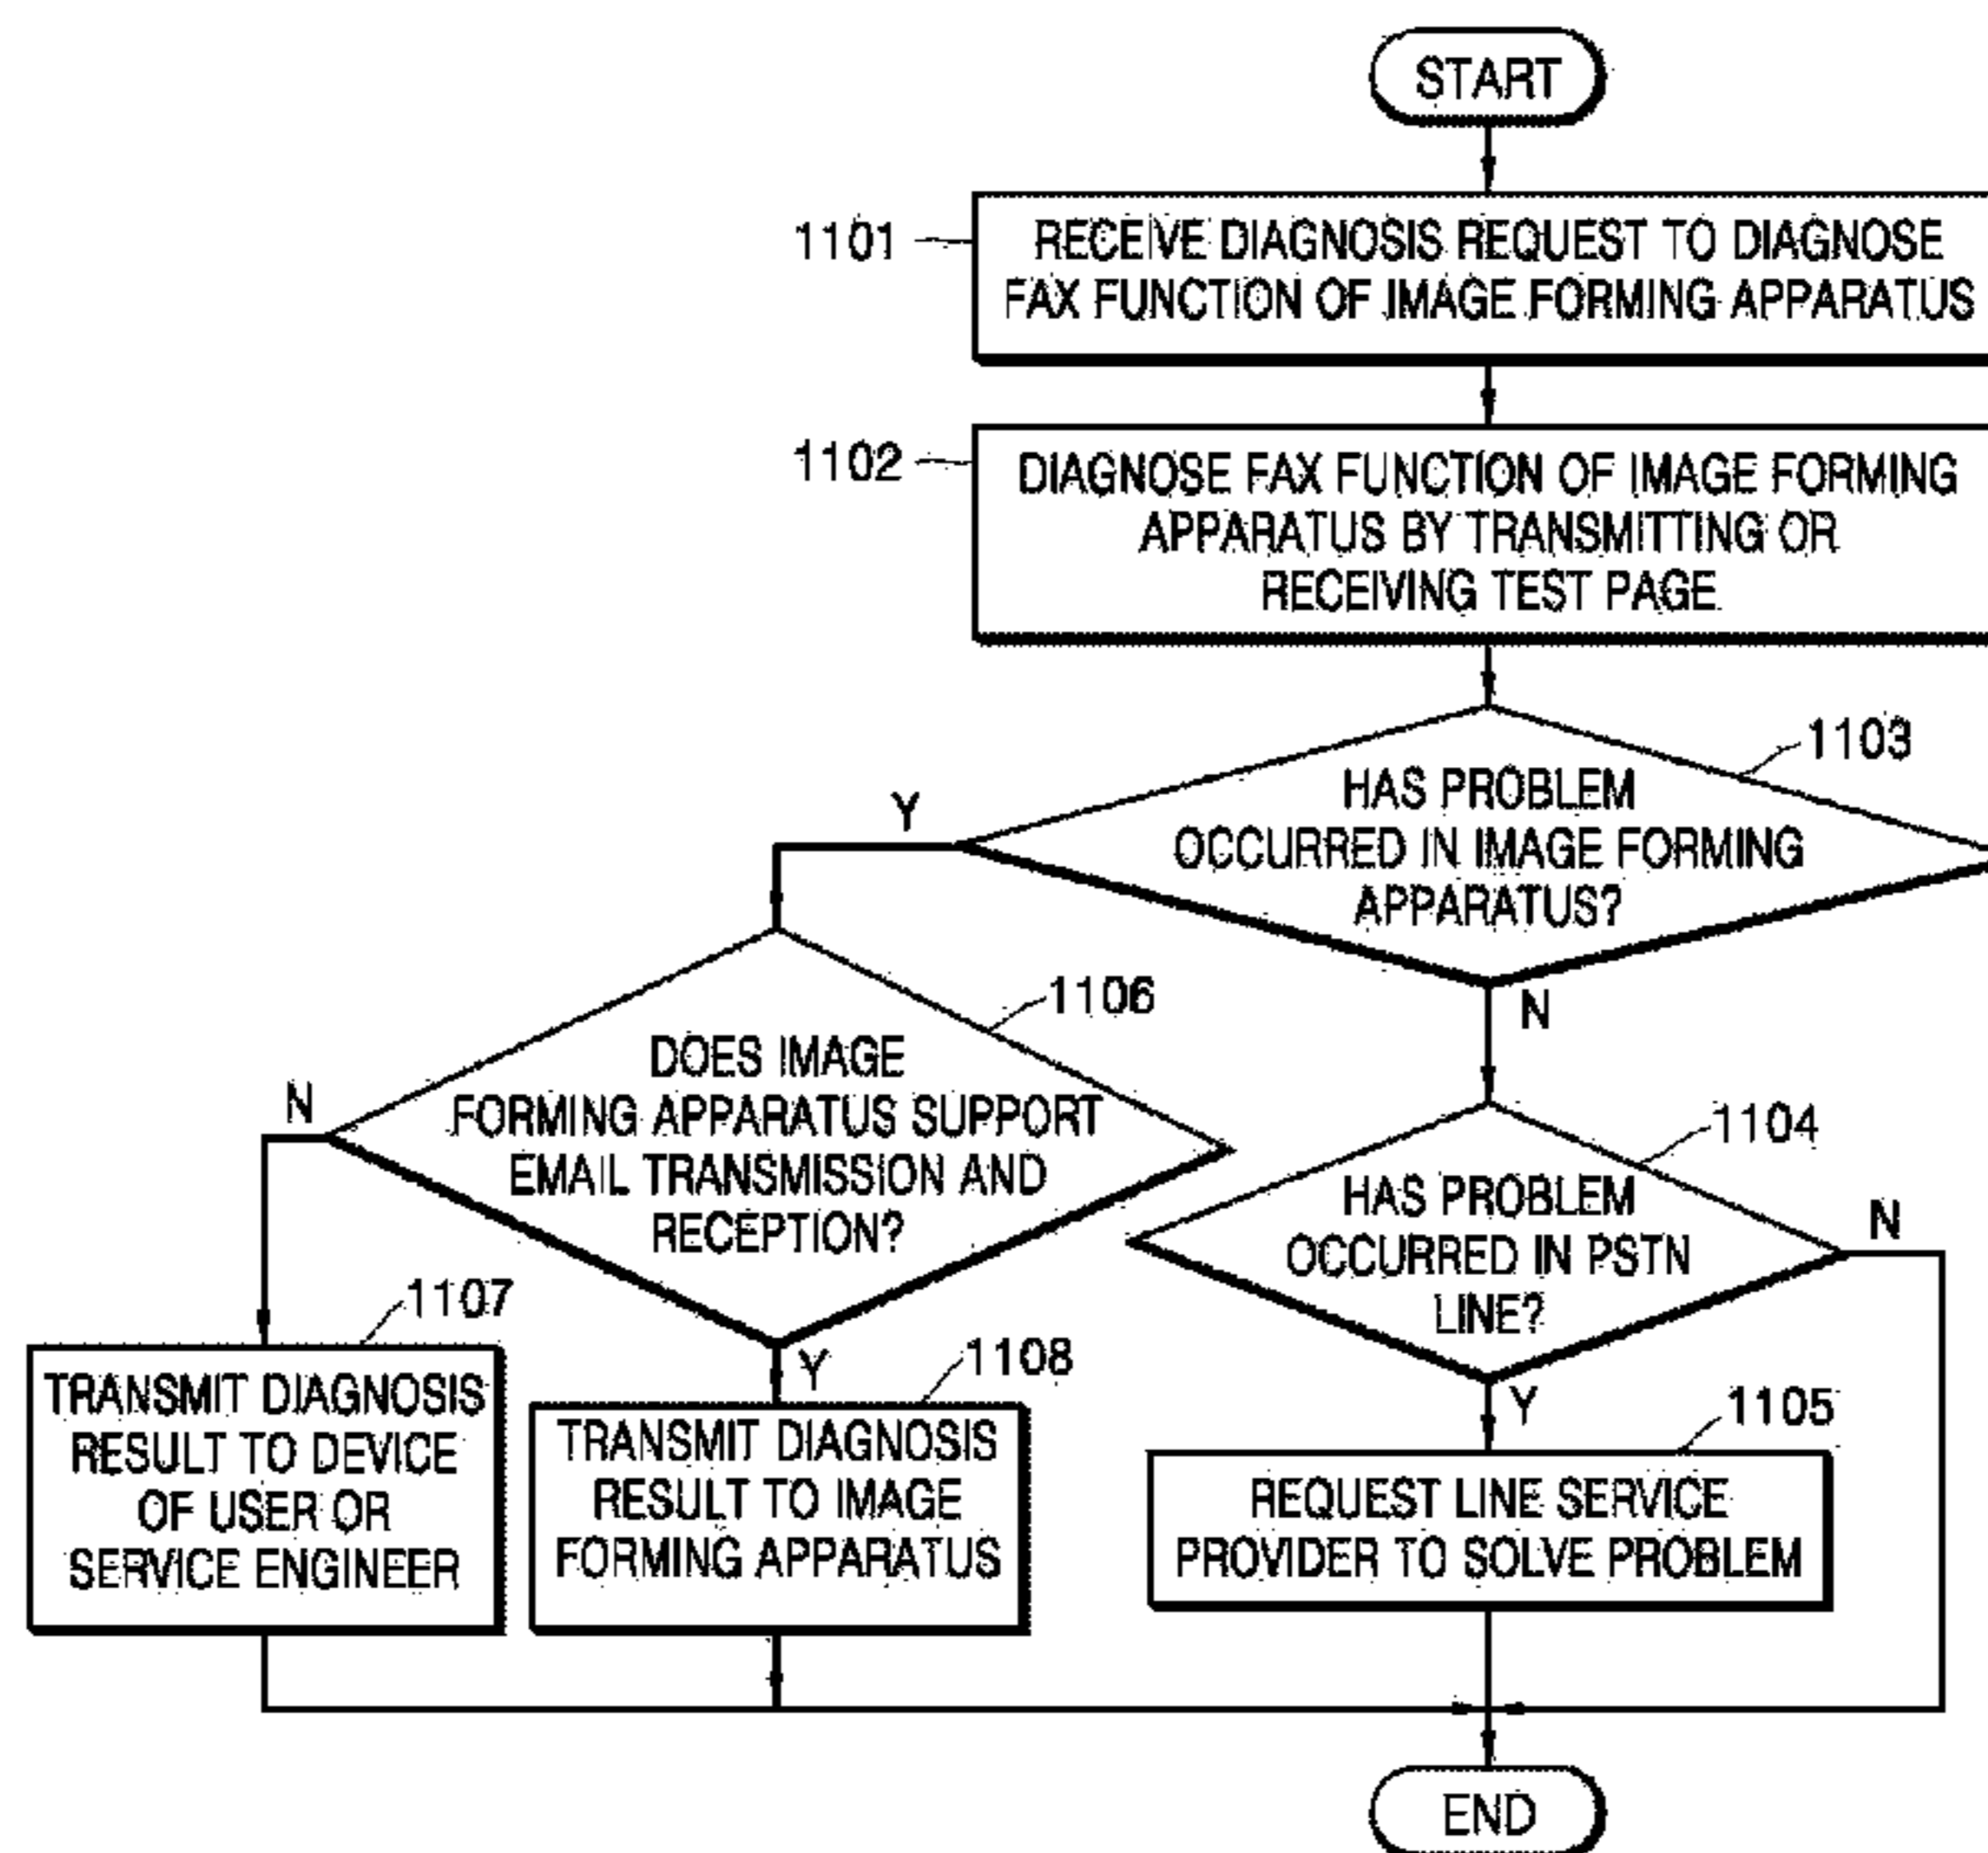 START
1101
RECEIVE DIAGNOSIS REQUEST TO DIAGNOSE
FAX FUNCTION OF IMAGE FORMING APPARATUS
1102
DIAGNOSE FAX FUNCTION OF IMAGE FORMING
APPARATUS BY TRANSMITTING OR
RECEIVING TEST PAGE
1103
HAS PROBLEM
OCCURRED IN IMAGE FORMING
APPARATUS?
Y
N
1106
DOES IMAGE
FORMING APPARATUS SUPPORT
EMAIL TRANSMISSION AND
RECEPTION?
N
Y
1104
HAS PROBLEM
OCCURRED IN PSTN
LINE?
N
Y
1107
TRANSMIT DIAGNOSIS
RESULT TO DEVICE
OF USER OR
SERVICE ENGINEER
1108
TRANSMIT DIAGNOSIS
RESULT TO IMAGE
FORMING APPARATUS
1105
REQUEST LINE SERVICE
PROVIDER TO SOLVE PROBLEM
END